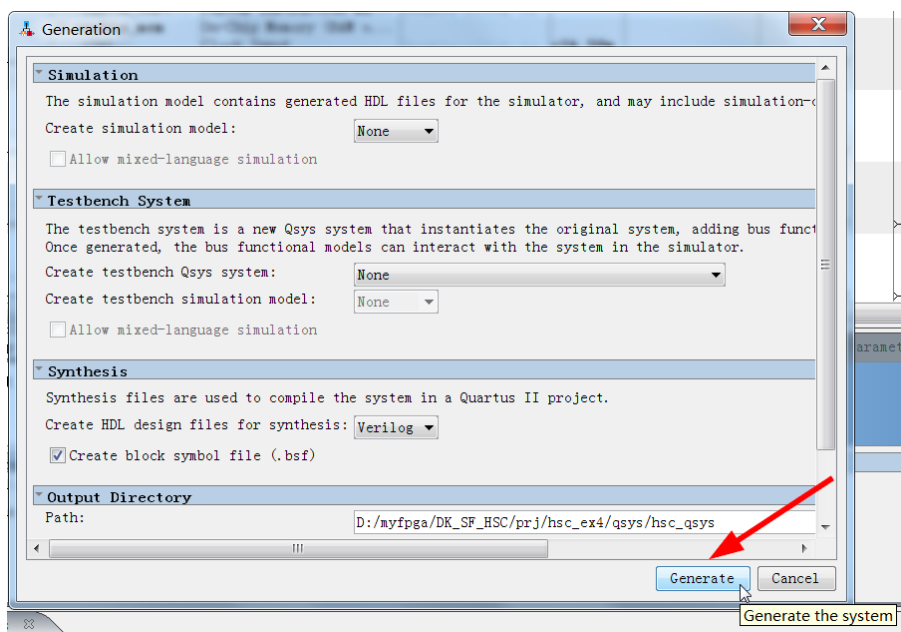 Generation
Simulation
The simulation model contains generated HDL files for the simulator, and may include simulation-
Create simulation model:
None
Allow mixed-language simulation
Testbench System
The testbench system is a new Qsys system that instantiates the original system, adding bus funct
Once generated, the bus functional models can interact with the system in the simulator.
Create testbench Qsys system:
None
Create testbench simulation model:
None
Allow mixed-language simulation
Synthesis
Synthesis files are used to compile the system in a Quartus II project.
Create HDL design files for synthesis:
Verilog
Create block symbol file (.bsf)
Output Directory
Path:
D:/myfpga/DK_SF_HSC/prj/hsc_ex4/qsys/hsc_qsys
Generate
Cancel
Generate the system
aramet